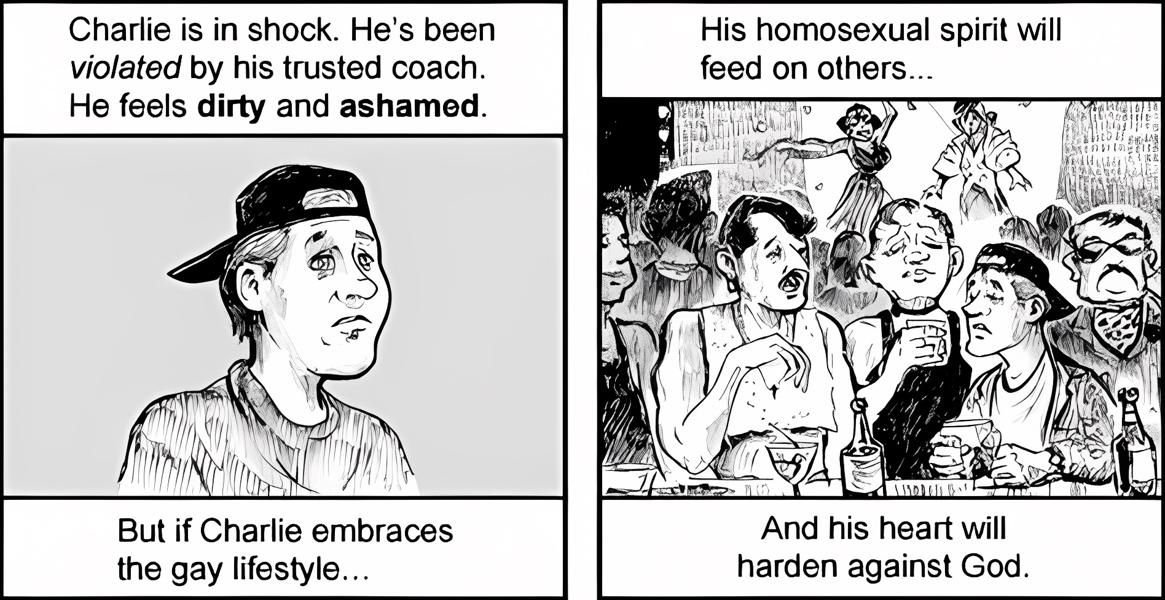 Charlie is in shock. He's been
violated by his trusted coach.
He feels dirty and ashamed.
But if Charlie embraces
the gay lifestyle...
His homosexual spirit will
feed on others...
And his heart will
harden against God.